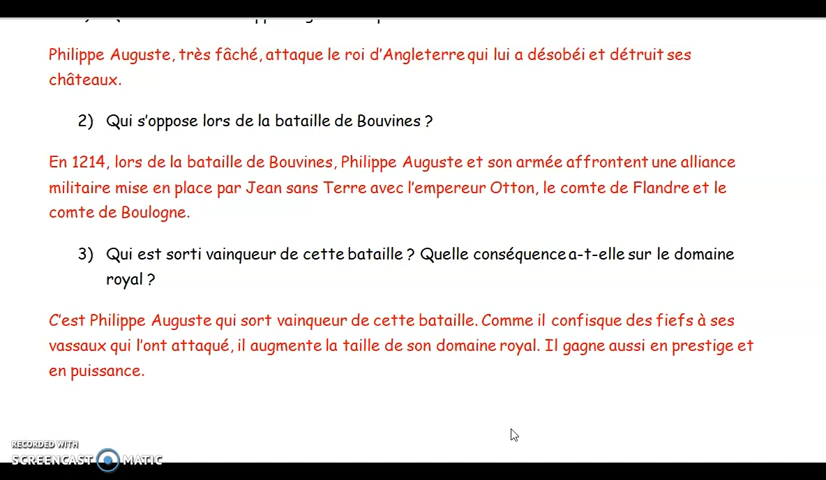 Philippe Auguste, très fâché, attaque le roi d'Angleterre qui lui a désobéi et détruit ses
châteaux.
2) Qui s'oppose lors de la bataille de Bouvines ?
En 1214, lors de la bataille de Bouvines, Philippe Auguste et son armée affrontent une alliance
militaire mise en place par Jean sans Terre avec l'empereur Otton, le comte de Flandre et le
comte de Boulogne.
3) Qui est sorti vainqueur de cette bataille ? Quelle conséquence a-t-elle sur le domaine
royal ?
C'est Philippe Auguste qui sort vainqueur de cette bataille. Comme il confisque des fiefs à ses
vassaux qui l'ont attaqué, il augmente la taille de son domaine royal. Il gagne aussi en prestige et
en puissance.
RECORDED WITH
SCREENCAST MATIC